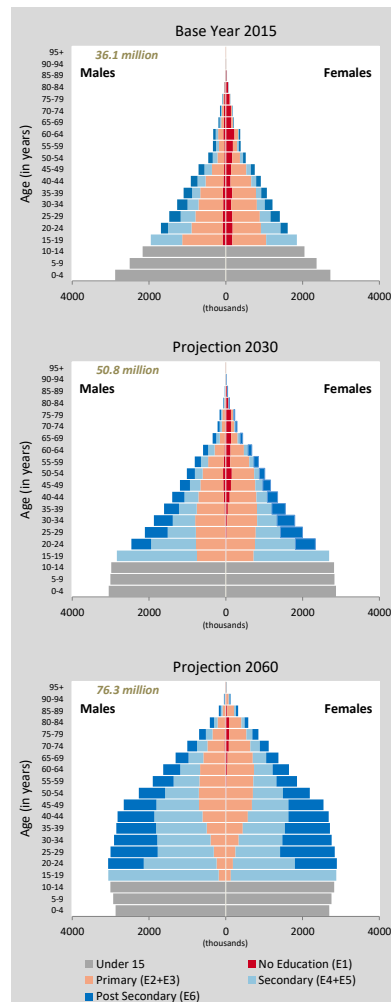 Base Year 2015
36.1 million
Males
Females
Age (in years)
95+
90-94
85-89
80-84
75-79
70-74
65-69
60-64
55-59
50-54
45-49
40-44
35-39
30-34
25-29
20-24
15-19
10-14
5-9
0-4
4000 2000 0 2000 4000
(thousands)
Projection 2030
50.8 million
Males
Females
Age (in years)
95+
90-94
85-89
80-84
75-79
70-74
65-69
60-64
55-59
50-54
45-49
40-44
35-39
30-34
25-29
20-24
15-19
10-14
5-9
0-4
4000 2000 0 2000 4000
(thousands)
Projection 2060
76.3 million
Males
Females
Age (in years)
95+
90-94
85-89
80-84
75-79
70-74
65-69
60-64
55-59
50-54
45-49
40-44
35-39
30-34
25-29
20-24
15-19
10-14
5-9
0-4
4000 2000 0 2000 4000
(thousands)
Under 15 No Education (E1)
Primary (E2+E3) Secondary (E4+E5)
Post Secondary (E6)